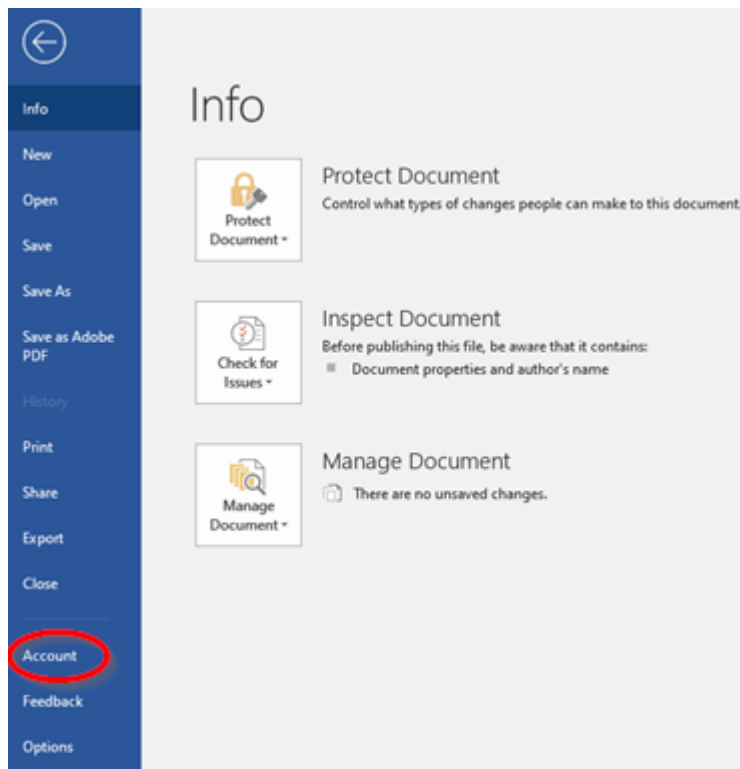 Info
New
Open
Save
Save As
Save as Adobe
PDF
History
Print
Share
Export
Close
Account
Feedback
Options
Info
Protect
Document
Protect Document
Control what types of changes people can make to this document.
Check for
Issues
Inspect Document
Before publishing this file, be aware that it contains:
Document properties and author's name
Manage
Document
Manage Document
There are no unsaved changes.